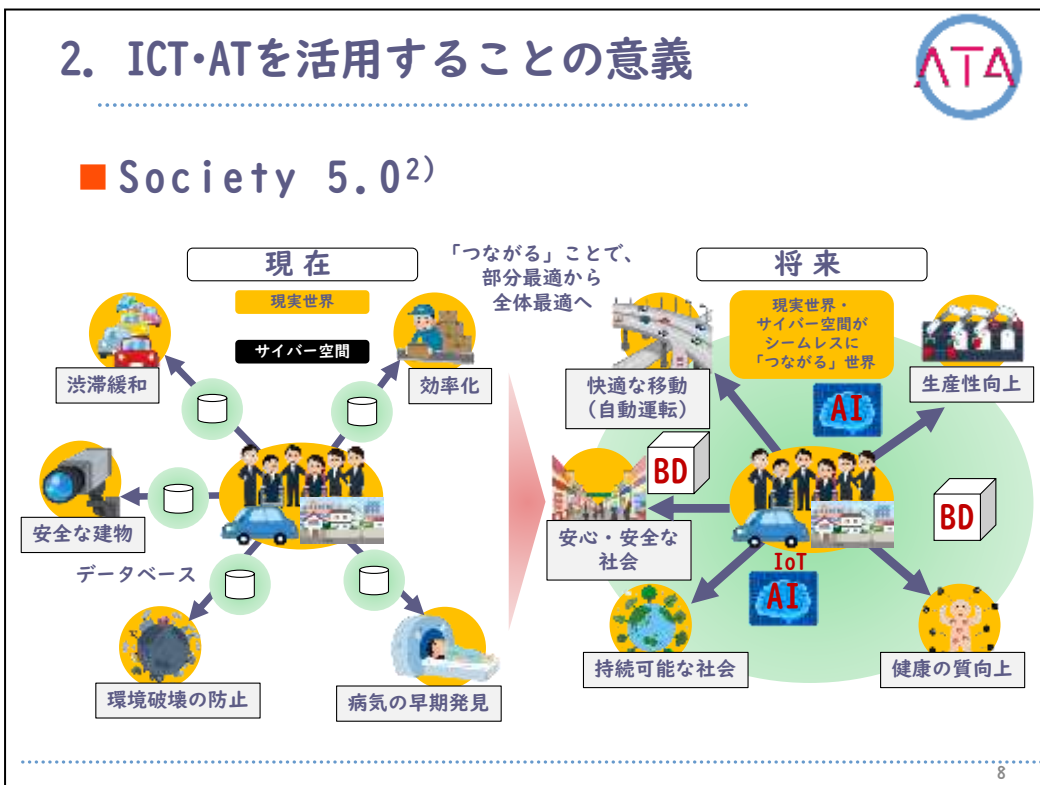 2. ICT・ATを活用することの意義
ATA
■Society 5.0²⁾
現在
「つながる」ことで、
部分最適から
全体最適へ
将来
現実世界
サイバー空間
現実世界・
サイバー空間が
シームレスに
「つながる」世界
渋滞緩和
効率化
快適な移動
(自動運転)
生産性向上
AI
BD
BD
安全な建物
安心・安全な
社会
データベース
IoT
AI
環境破壊の防止
病気の早期発見
持続可能な社会
健康の質向上
8